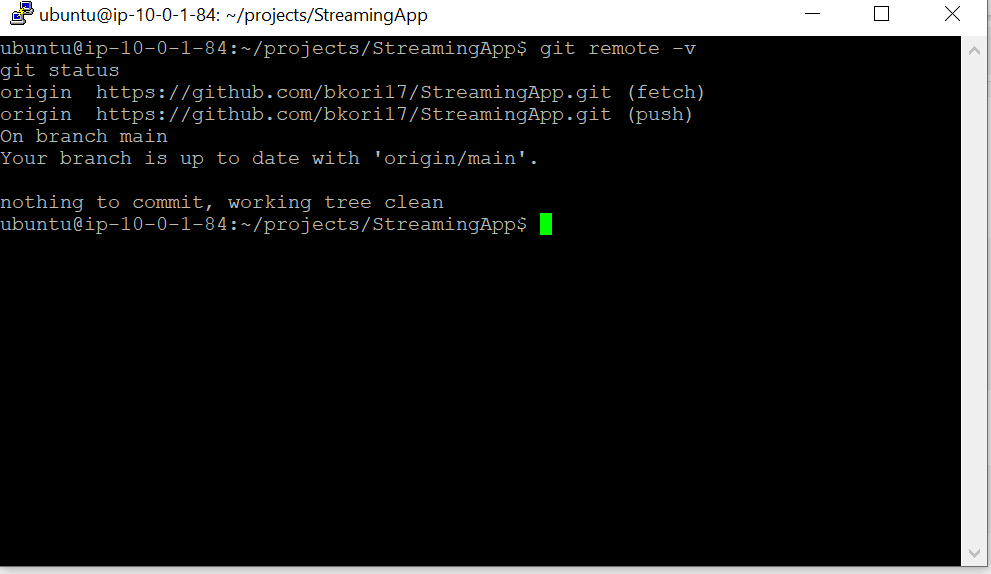 ubuntu@ip-10-0-1-84: ~/projects/StreamingApp
ubuntu@ip-10-0-1-84:~/projects/StreamingApp$ git remote -v
git status
origin  https://github.com/bkori17/StreamingApp.git (fetch)
origin  https://github.com/bkori17/StreamingApp.git (push)
On branch main
Your branch is up to date with 'origin/main'.
nothing to commit, working tree clean
ubuntu@ip-10-0-1-84:~/projects/StreamingApp$